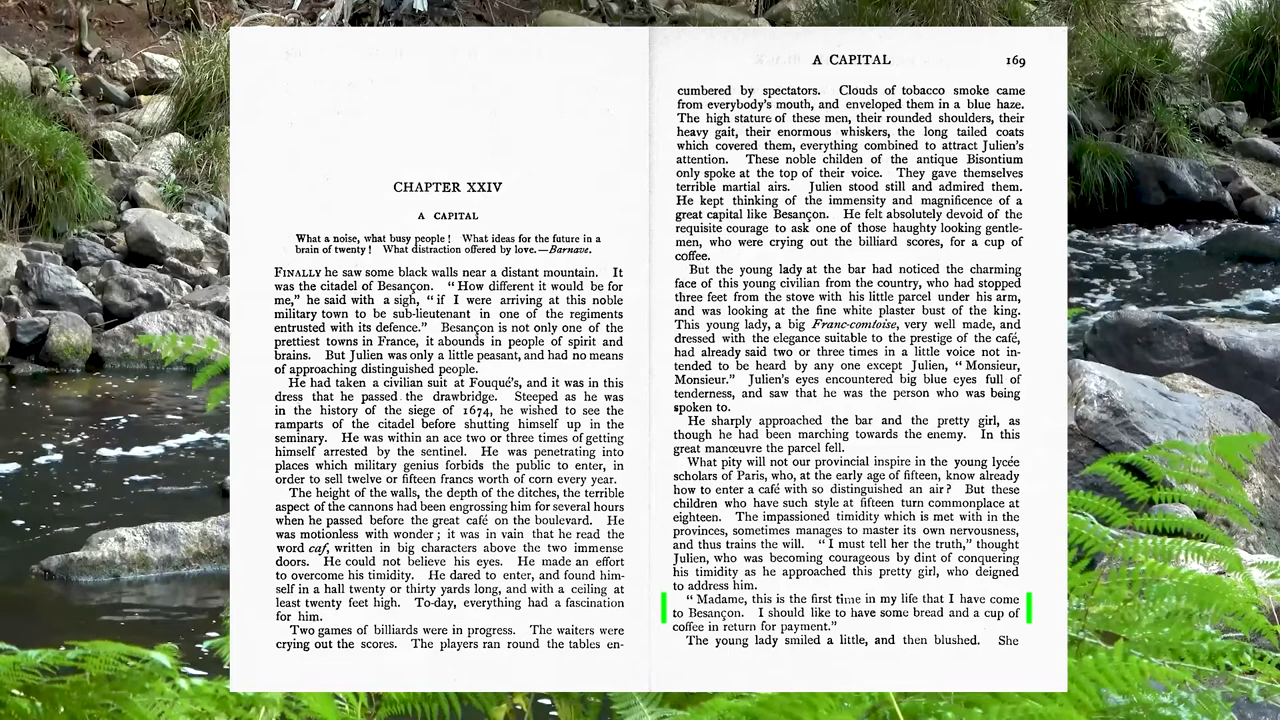 CHAPTER XXIV
A CAPITAL
What a noise, what busy people! What ideas for the future in a
brain of twenty! What distraction offered by love.—Barnave.
FINALLY he saw some black walls near a distant mountain. It
was the citadel of Besançon. "How different it would be for
me," he said with a sigh, "if I were arriving at this noble
military town to be sub-lieutenant in one of the regiments
entrusted with its defence." Besançon is not only one of the
prettiest towns in France, it abounds in people of spirit and
brains. But Julien was only a little peasant, and had no means
of approaching distinguished people.
He had taken a civilian suit at Fouqué's, and it was in this
dress that he passed the drawbridge. Steeped as he was
in the history of the siege of 1674, he wished to see the
ramparts of the citadel before shutting himself up in the
seminary. He was within an ace two or three times of getting
himself arrested by the sentinel. He was penetrating into
places which military genius forbids the public to enter, in
order to sell twelve or fifteen francs worth of corn every year.
The height of the walls, the depth of the ditches, the terrible
aspect of the cannons had been engrossing him for several hours
when he passed before the great café on the boulevard. He
was motionless with wonder; it was in vain that he read the
word caf, written in big characters above the two immense
doors. He could not believe his eyes. He made an effort
to overcome his timidity. He dared to enter, and found him-
self in a hall twenty or thirty yards long, and with a ceiling at
least twenty feet high. To-day, everything had a fascination
for him.
Two games of billiards were in progress. The waiters were
crying out the scores. The players ran round the tables en-
A CAPITAL 169
cumbered by spectators. Clouds of tobacco smoke came
from everybody's mouth, and enveloped them in a blue haze.
The high stature of these men, their rounded shoulders, their
heavy gait, their enormous whiskers, the long tailed coats
which covered them, everything combined to attract Julien's
attention. These noble childen of the antique Bisontium
only spoke at the top of their voice. They gave themselves
terrible martial airs. Julien stood still and admired them.
He kept thinking of the immensity and magnificence of a
great capital like Besançon. He felt absolutely devoid of the
requisite courage to ask one of those haughty looking gentle-
men, who were crying out the billiard scores, for a cup of
coffee.
But the young lady at the bar had noticed the charming
face of this young civilian from the country, who had stopped
three feet from the stove with his little parcel under his arm,
and was looking at the fine white plaster bust of the king.
This young lady, a big Franc-comtoise, very well made, and
dressed with the elegance suitable to the prestige of the café,
had already said two or three times in a little voice not in-
tended to be heard by any one except Julien, "Monsieur,
Monsieur." Julien's eyes encountered big blue eyes full of
tenderness, and saw that he was the person who was being
spoken to.
He sharply approached the bar and the pretty girl, as
though he had been marching towards the enemy. In this
great manœuvre the parcel fell.
What pity will not our provincial inspire in the young lycée
scholars of Paris, who, at the early age of fifteen, know already
how to enter a café with so distinguished an air? But these
children who have such style at fifteen turn commonplace at
eighteen. The impassioned timidity which is met with in the
provinces, sometimes manages to master its own nervousness,
and thus trains the will. "I must tell her the truth," thought
Julien, who was becoming courageous by dint of conquering
his timidity as he approached this pretty girl, who deigned
to address him.
"Madame, this is the first time in my life that I have come
to Besançon. I should like to have some bread and a cup of
coffee in return for payment."
The young lady smiled a little, and then blushed. She